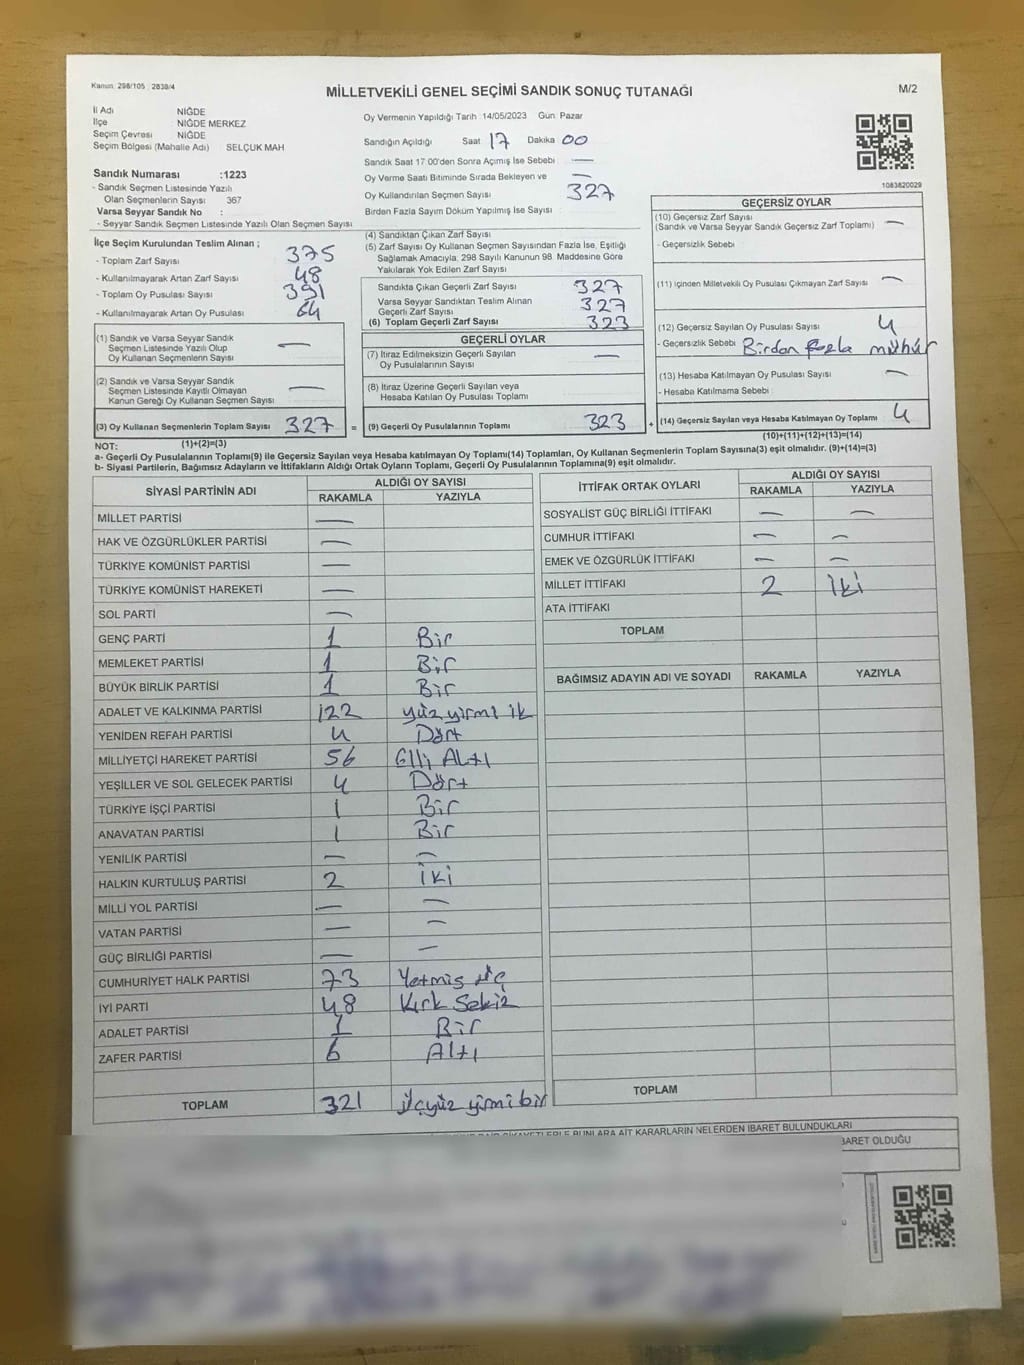 Kanun: 298/105 2839/4
MİLLETVEKİLİ GENEL SEÇİMİ SANDIK SONUÇ TUTANAĞI
M/2
İl Adı NİĞDE
İlçe NİĞDE MERKEZ
Seçim Çevresi NİĞDE
Seçim Bölgesi (Mahalle Adı) SELÇUK MAH
Sandık Numarası :1223
- Sandık Seçmen Listesinde Yazılı
Olan Seçmenlerin Sayısı 367
Varsa Seyyar Sandık No :
- Seyyar Sandık Seçmen Listesinde Yazılı Olan Seçmen Sayısı
Oy Vermenin Yapıldığı Tarih :14/05/2023 Gün: Pazar
Sandığın Açıldığı Saat 17 Dakika 00
Sandık Saat 17:00'den Sonra Açımış İse Sebebi —
Oy Verme Saati Bitiminde Sırada Bekleyen ve —
Oy Kullandırılan Seçmen Sayısı 327
Birden Fazla Sayım Döküm Yapılmış İse Sayısı
1083820029
İlçe Seçim Kurulundan Teslim Alınan ;
- Toplam Zarf Sayısı 375
- Kullanılmayarak Artan Zarf Sayısı 48
- Toplam Oy Pusulası Sayısı 391
- Kullanılmayarak Artan Oy Pusulası 64
(4) Sandıktan Çıkan Zarf Sayısı
(5) Zarf Sayısı Oy Kullanan Seçmen Sayısından Fazla İse, Eşitliği
Sağlamak Amacıyla, 298 Sayılı Kanunun 98. Maddesine Göre
Yakılarak Yok Edilen Zarf Sayısı
Sandıkta Çıkan Geçerli Zarf Sayısı 327
Varsa Seyyar Sandıktan Teslim Alınan
Geçerli Zarf Sayısı 327
(6) Toplam Geçerli Zarf Sayısı 323
GEÇERSİZ OYLAR
(10) Geçersiz Zarf Sayısı
(Sandık ve Varsa Seyyar Sandık Geçersiz Zarf Toplamı) —
- Geçersizlik Sebebi
(11) İçinden Milletvekili Oy Pusulası Çıkmayan Zarf Sayısı —
(12) Geçersiz Sayılan Oy Pusulası Sayısı 4
- Geçersizlik Sebebi Birden fazla mühür
(13) Hesaba Katılmayan Oy Pusulası Sayısı —
- Hesaba Katılmama Sebebi
(14) Geçersiz Sayılan veya Hesaba Katılmayan Oy Toplamı 4
(10)+(11)+(12)+(13)=(14)
(1) Sandık ve Varsa Seyyar Sandık
Seçmen Listesinde Yazılı Olup
Oy Kullanan Seçmenlerin Sayısı —
(2) Sandık ve Varsa Seyyar Sandık
Seçmen Listesinde Kayıtlı Olmayan
Kanun Gereği Oy Kullanan Seçmen Sayısı —
(3) Oy Kullanan Seçmenlerin Toplam Sayısı 327 =
(1)+(2)=(3)
GEÇERLİ OYLAR
(7) İtiraz Edilmeksizin Geçerli Sayılan
Oy Pusulalarının Sayısı —
(8) İtiraz Üzerine Geçerli Sayılan veya
Hesaba Katılan Oy Pusulası Toplamı
(9) Geçerli Oy Pusulalarının Toplamı 323 +
NOT:
a- Geçerli Oy Pusulalarının Toplamı(9) ile Geçersiz Sayılan veya Hesaba katılmayan Oy Toplamı(14) Toplamları, Oy Kullanan Seçmenlerin Toplam Sayısına(3) eşit olmalıdır. (9)+(14)=(3)
b- Siyasi Partilerin, Bağımsız Adayların ve İttifakların Aldığı Ortak Oyların Toplamı, Geçerli Oy Pusulalarının Toplamına(9) eşit olmalıdır.
SİYASİ PARTİNİN ADI ALDIĞI OY SAYISI
RAKAMLA YAZIYLA
MİLLET PARTİSİ —
HAK VE ÖZGÜRLÜKLER PARTİSİ —
TÜRKİYE KOMÜNİST PARTİSİ —
TÜRKİYE KOMÜNİST HAREKETİ —
SOL PARTİ —
GENÇ PARTİ 1 Bir
MEMLEKET PARTİSİ 1 Bir
BÜYÜK BİRLİK PARTİSİ 1 Bir
ADALET VE KALKINMA PARTİSİ 122 yüz yirmi ik
YENİDEN REFAH PARTİSİ 4 Dört
MİLLİYETÇİ HAREKET PARTİSİ 56 Elli Altı
YEŞİLLER VE SOL GELECEK PARTİSİ 4 Dört
TÜRKİYE İŞÇİ PARTİSİ 1 Bir
ANAVATAN PARTİSİ 1 Bir
YENİLİK PARTİSİ — —
HALKIN KURTULUŞ PARTİSİ 2 İki
MİLLİ YOL PARTİSİ — —
VATAN PARTİSİ — —
GÜÇ BİRLİĞİ PARTİSİ — —
CUMHURİYET HALK PARTİSİ 73 Yetmiş üç
İYİ PARTİ 48 Kırk Sekiz
ADALET PARTİSİ 1 Bir
ZAFER PARTİSİ 6 Altı
TOPLAM 321 üçyüz yirmi bir
İTTİFAK ORTAK OYLARI ALDIĞI OY SAYISI
RAKAMLA YAZIYLA
SOSYALİST GÜÇ BİRLİĞİ İTTİFAKI — —
CUMHUR İTTİFAKI — —
EMEK VE ÖZGÜRLÜK İTTİFAKI — —
MİLLET İTTİFAKI 2 İki
ATA İTTİFAKI
TOPLAM
BAĞIMSIZ ADAYIN ADI VE SOYADI RAKAMLA YAZIYLA
TOPLAM
BUNLARA AİT KARARLARIN NELERDEN İBARET BULUNDUKLARI
İBARET OLDUĞU